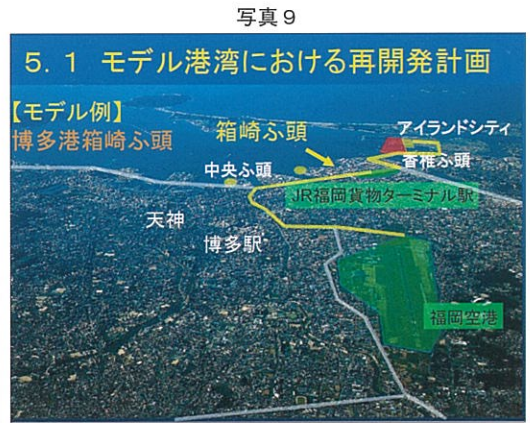 写真9
5.1 モデル港湾における再開発計画
【モデル例】
博多港箱崎ふ頭
箱崎ふ頭
アイランドシティ
中央ふ頭
香椎ふ頭
JR福岡貨物ターミナル駅
天神
博多駅
福岡空港